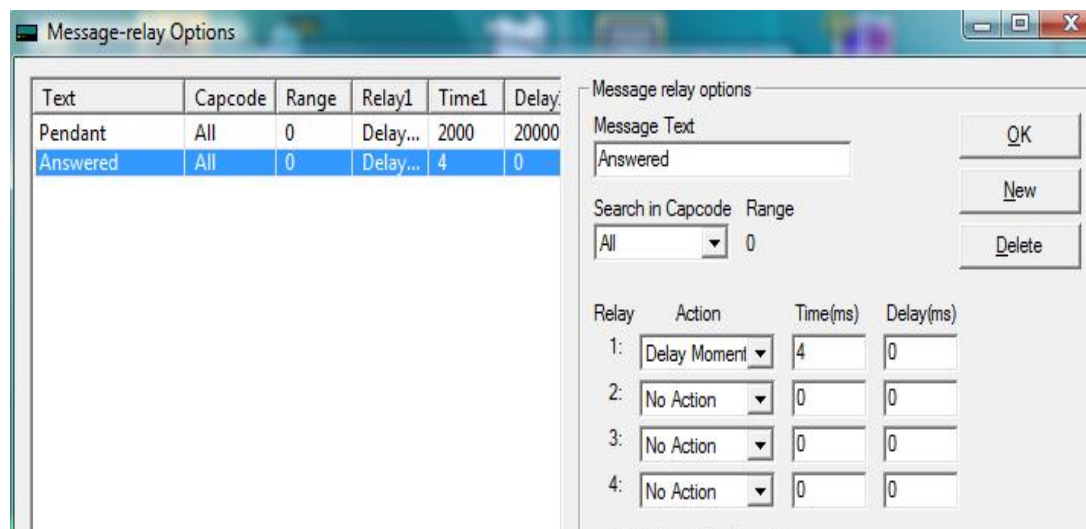 Message-relay Options
Text Capcode Range Relay1 Time1 Delay
Pendant All 0 Delay... 2000 20000
Answered All 0 Delay... 4 0
Message relay options
Message Text
Answered
Search in Capcode Range
All 0
OK
New
Delete
Relay Action Time(ms) Delay(ms)
1: Delay Moment 4 0
2: No Action 0 0
3: No Action 0 0
4: No Action 0 0